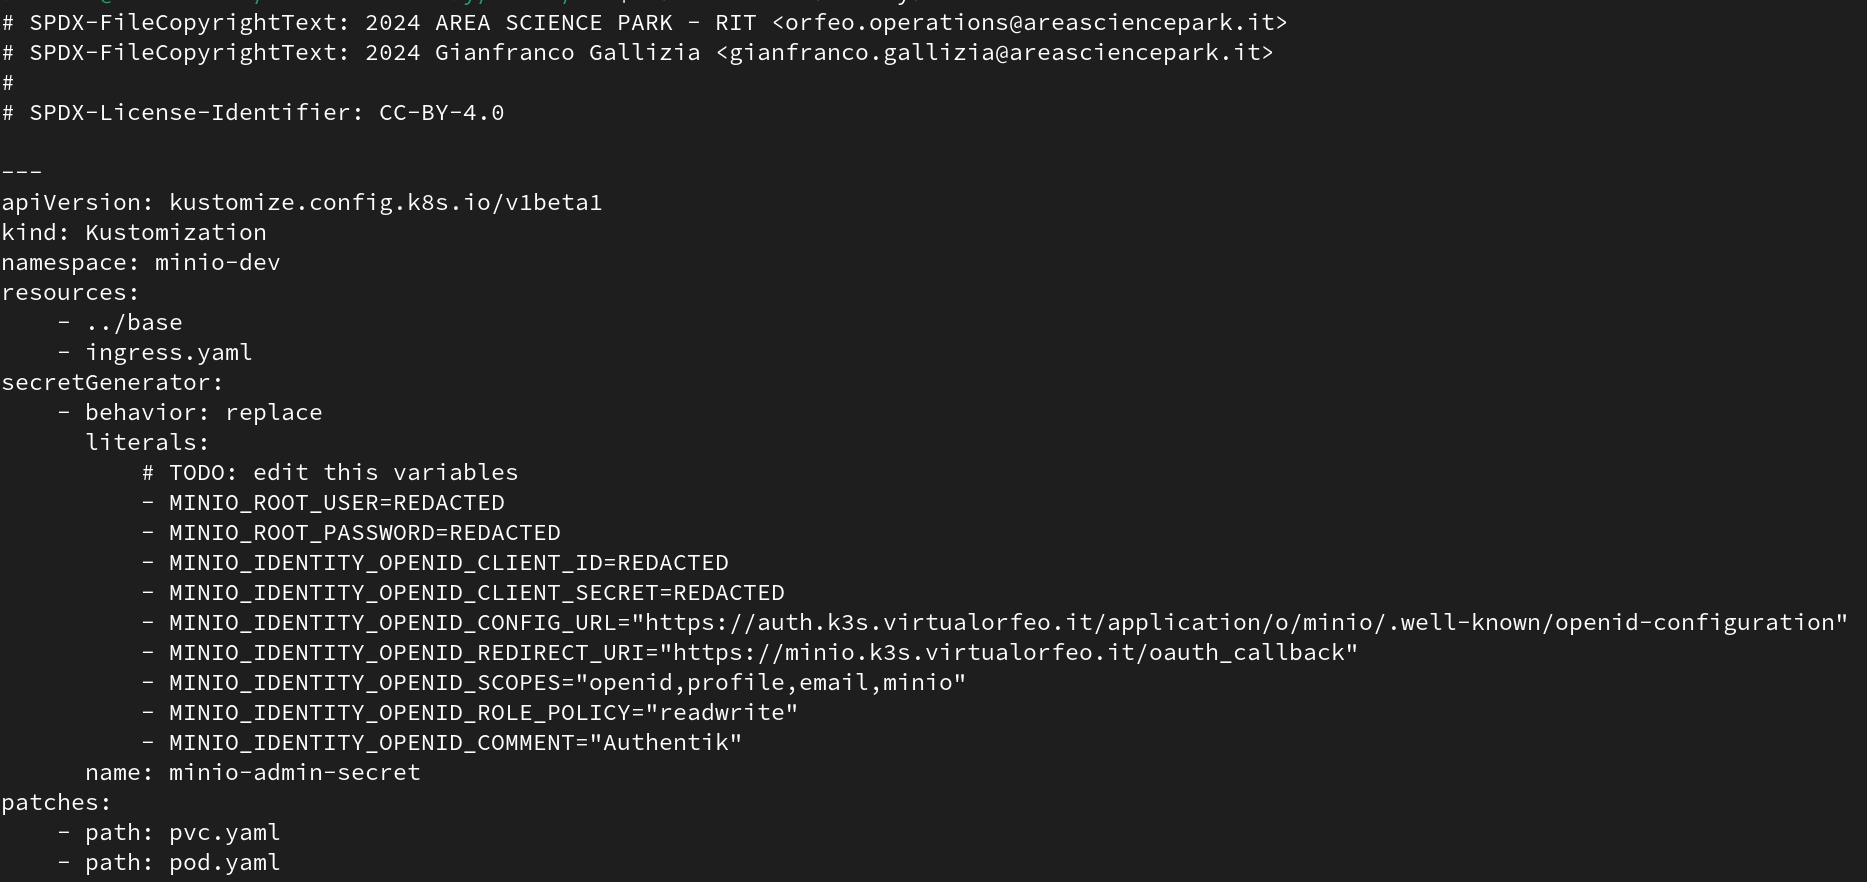 # SPDX-FileCopyrightText: 2024 AREA SCIENCE PARK - RIT <orfeo.operations@areasciencepark.it>
# SPDX-FileCopyrightText: 2024 Gianfranco Gallizia <gianfranco.gallizia@areasciencepark.it>
#
# SPDX-License-Identifier: CC-BY-4.0

---
apiVersion: kustomize.config.k8s.io/v1beta1
kind: Kustomization
namespace: minio-dev
resources:
    - ../base
    - ingress.yaml
secretGenerator:
    - behavior: replace
      literals:
          # TODO: edit this variables
          - MINIO_ROOT_USER=REDACTED
          - MINIO_ROOT_PASSWORD=REDACTED
          - MINIO_IDENTITY_OPENID_CLIENT_ID=REDACTED
          - MINIO_IDENTITY_OPENID_CLIENT_SECRET=REDACTED
          - MINIO_IDENTITY_OPENID_CONFIG_URL="https://auth.k3s.virtualorfeo.it/application/o/minio/.well-known/openid-configuration"
          - MINIO_IDENTITY_OPENID_REDIRECT_URI="https://minio.k3s.virtualorfeo.it/oauth_callback"
          - MINIO_IDENTITY_OPENID_SCOPES="openid,profile,email,minio"
          - MINIO_IDENTITY_OPENID_ROLE_POLICY="readwrite"
          - MINIO_IDENTITY_OPENID_COMMENT="Authentik"
      name: minio-admin-secret
patches:
    - path: pvc.yaml
    - path: pod.yaml